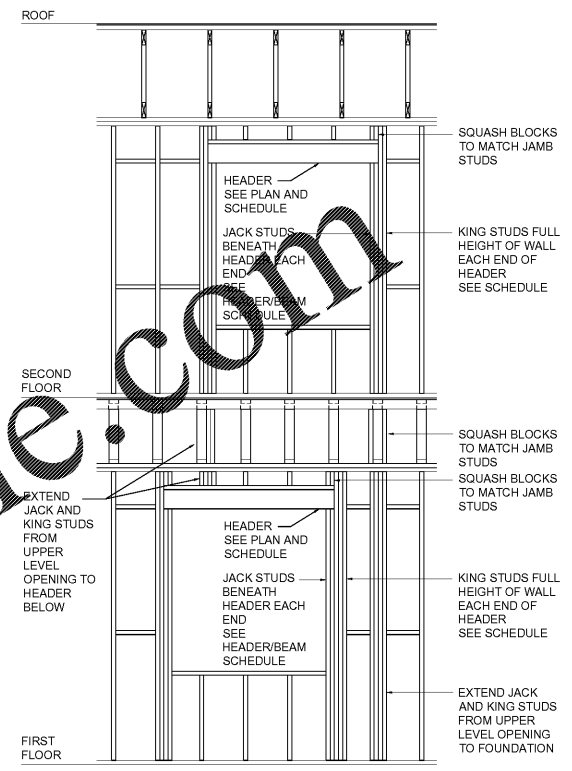 ROOF
SQUASH BLOCKS
TO MATCH JAMB
STUDS
HEADER
SEE PLAN AND
SCHEDULE
JACK STUDS
BENEATH
HEADER EACH
END
SEE
HEADER/BEAM
SCHEDULE
KING STUDS FULL
HEIGHT OF WALL
EACH END OF
HEADER
SEE SCHEDULE
SECOND
FLOOR
SQUASH BLOCKS
TO MATCH JAMB
STUDS
SQUASH BLOCKS
TO MATCH JAMB
STUDS
EXTEND
JACK AND
KING STUDS
FROM
UPPER
LEVEL
OPENING TO
HEADER
BELOW
HEADER
SEE PLAN AND
SCHEDULE
JACK STUDS
BENEATH
HEADER EACH
END
SEE
HEADER/BEAM
SCHEDULE
KING STUDS FULL
HEIGHT OF WALL
EACH END OF
HEADER
SEE SCHEDULE
EXTEND JACK
AND KING STUDS
FROM UPPER
LEVEL OPENING
TO FOUNDATION
FIRST
FLOOR
e.com